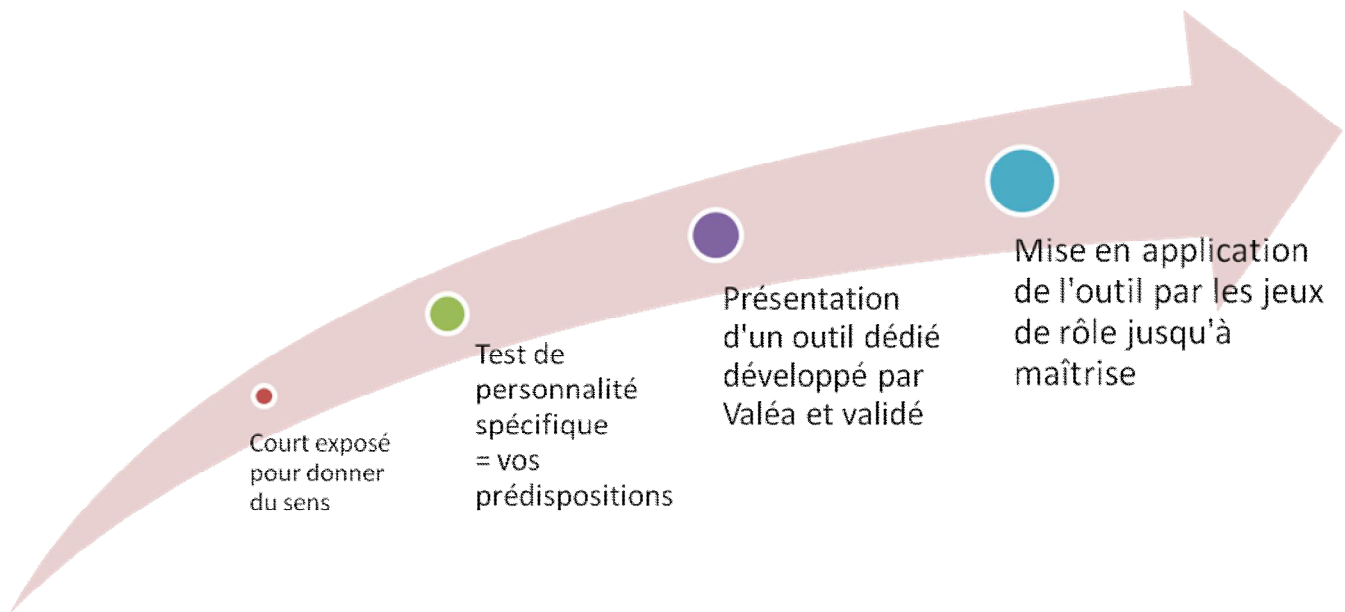 Court exposé
pour donner
du sens
Test de
personnalité
spécifique
= vos
prédispositions
Présentation
d'un outil dédié
développé par
Valéa et validé
Mise en application
de l'outil par les jeux
de rôle jusqu'à
maîtrise